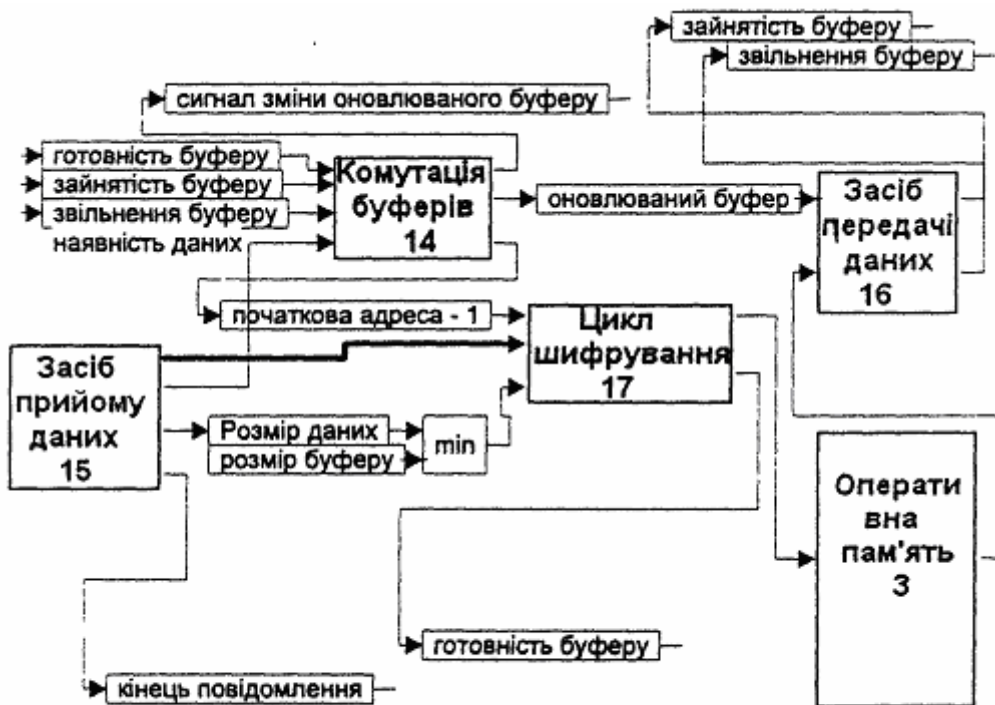 зайнятість буферу
звільнення буферу
сигнал зміни оновлюваного буферу
готовність буферу
зайнятість буферу
звільнення буферу
наявність даних
Комутація
буферів
14
оновлюваний буфер
Засіб
передачі
даних
16
початкова адреса - 1
Цикл
шифрування
17
Засіб
прийому
даних
15
Розмір даних
розмір буферу
min
Операти
вна
пам'ять
3
готовність буферу
кінець повідомлення